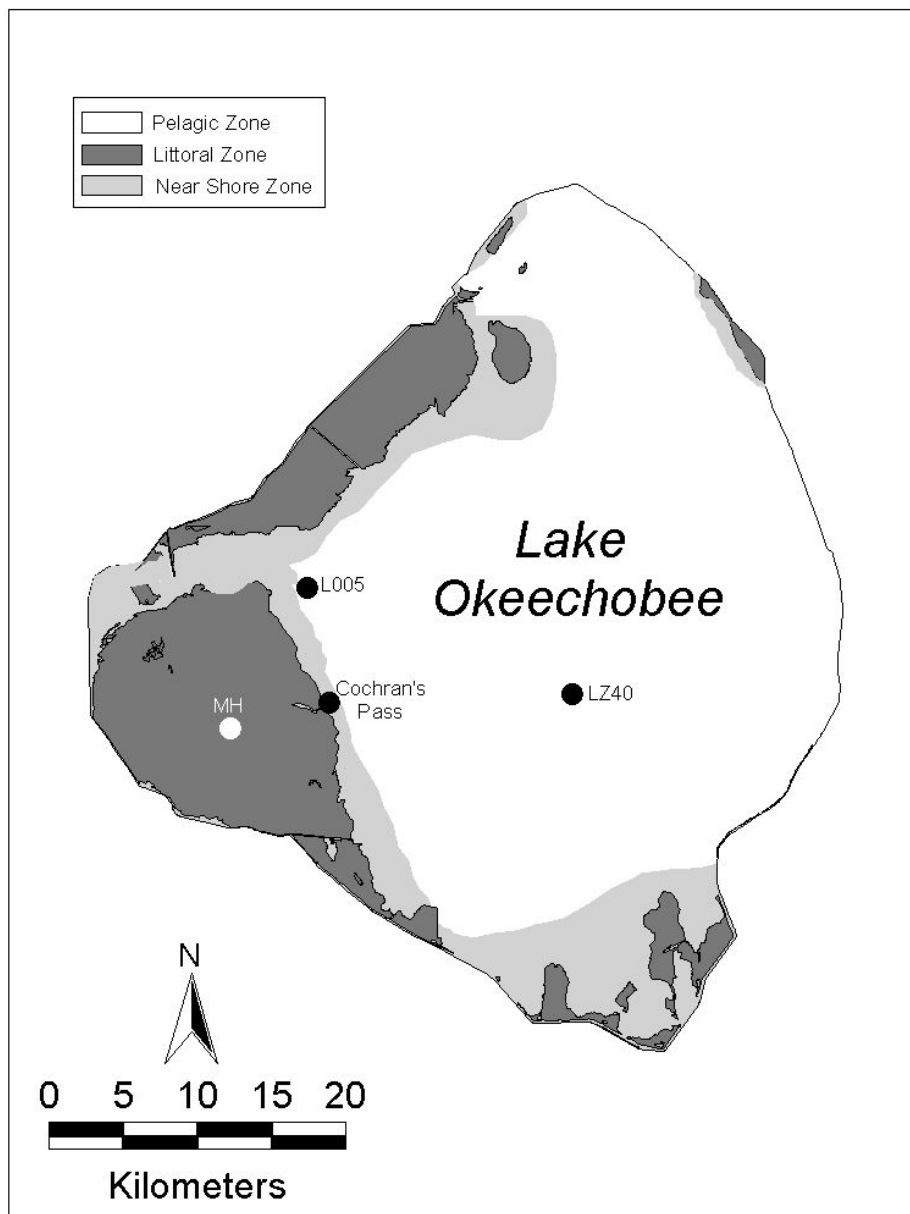 Pelagic Zone
Littoral Zone
Near Shore Zone
Lake
Okeechobee
L005
Cochran's
Pass
LZ40
MH
N
0 5 10 15 20
Kilometers